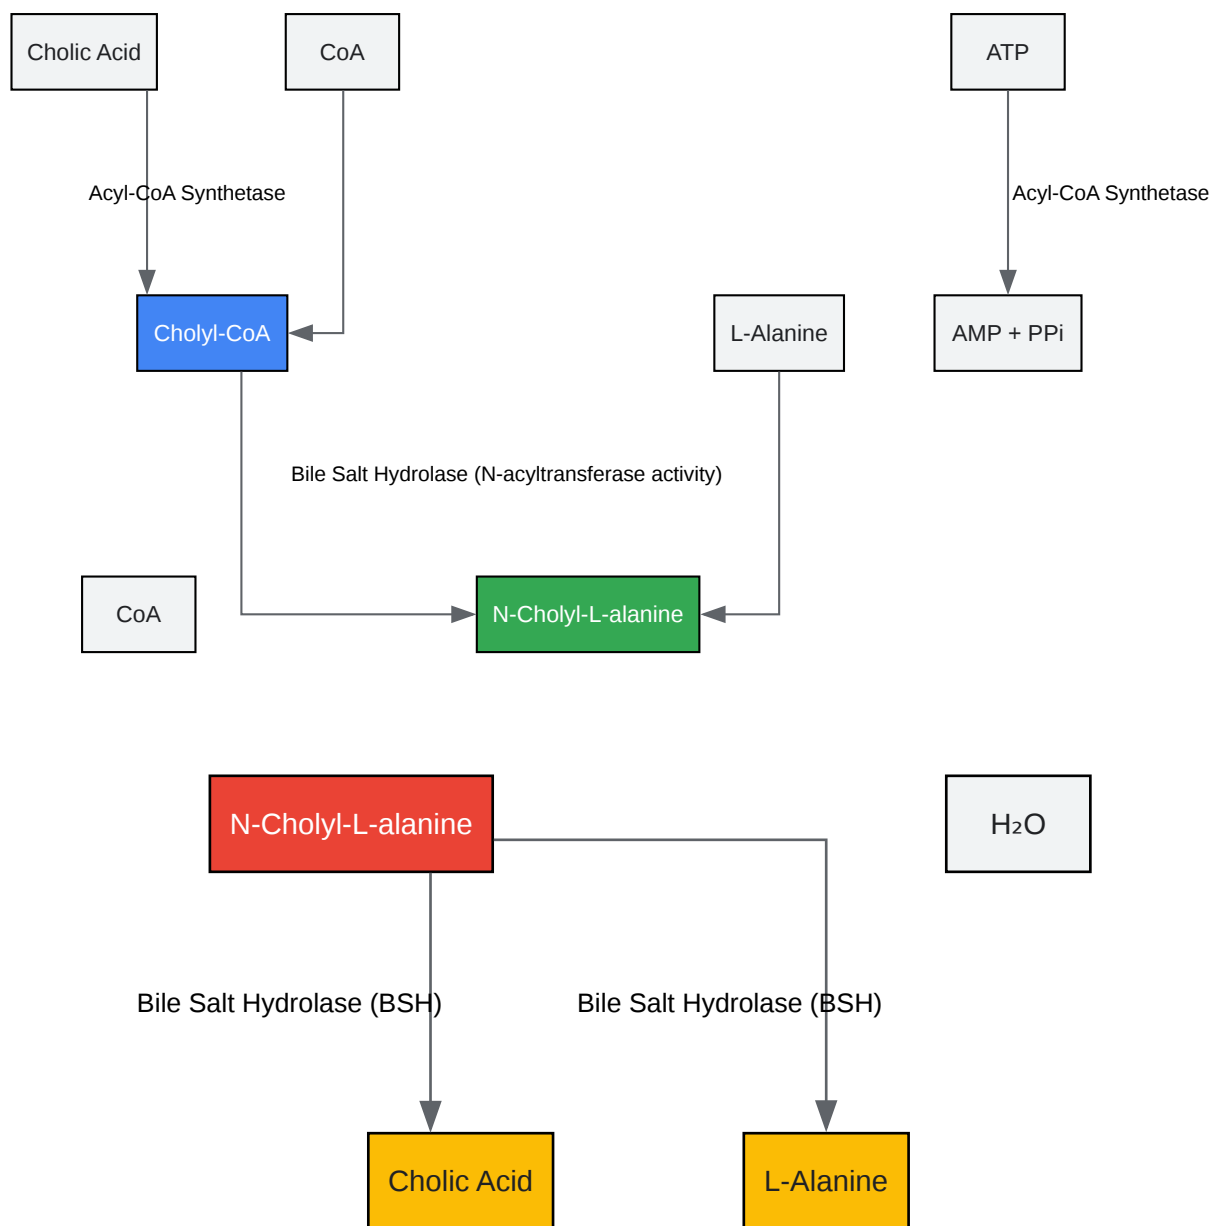 Cholic Acid
CoA
ATP
Acyl-CoA Synthetase
Acyl-CoA Synthetase
Cholyl-CoA
L-Alanine
AMP + PPi
Bile Salt Hydrolase (N-acyltransferase activity)
CoA
N-Cholyl-L-alanine
N-Cholyl-L-alanine
H₂O
Bile Salt Hydrolase (BSH)
Bile Salt Hydrolase (BSH)
Cholic Acid
L-Alanine